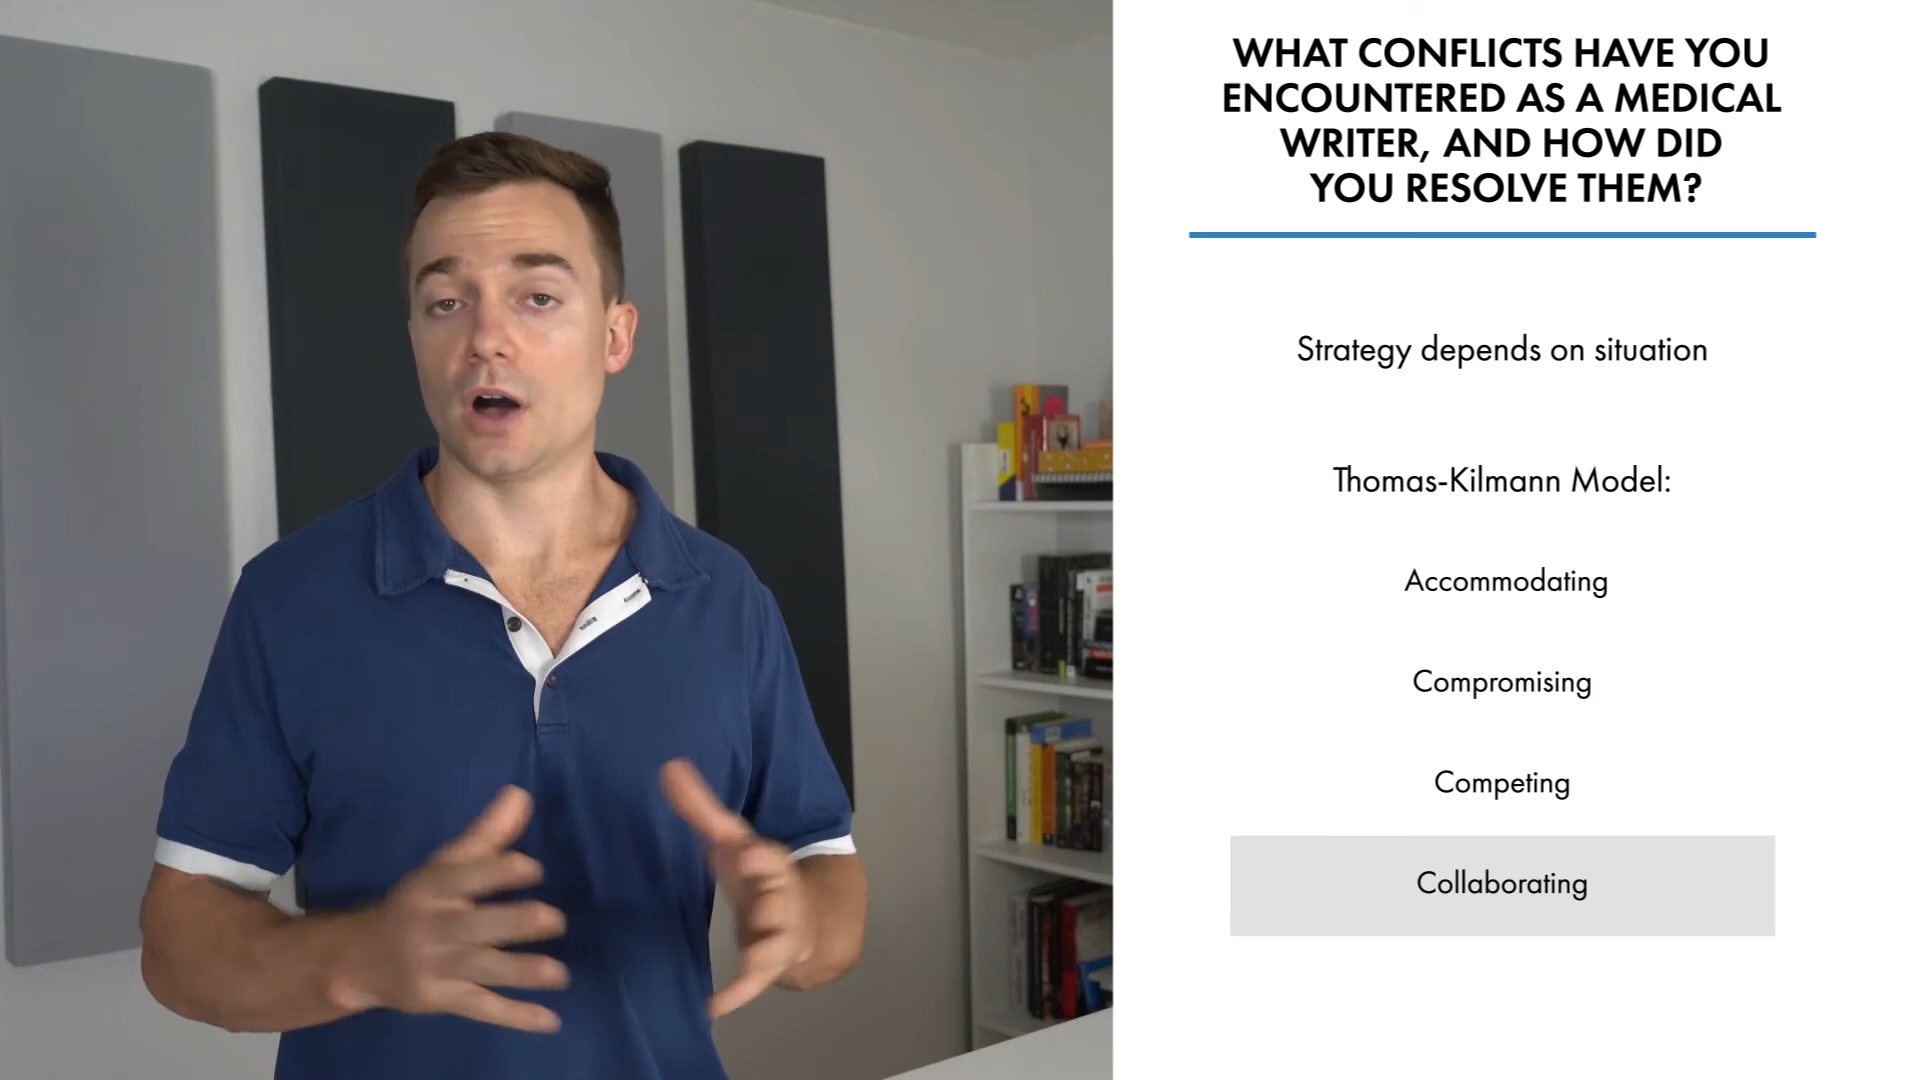 WHAT CONFLICTS HAVE YOU
ENCOUNTERED AS A MEDICAL
WRITER, AND HOW DID
YOU RESOLVE THEM?
Strategy depends on situation
Thomas-Kilmann Model:
Accommodating
Compromising
Competing
Collaborating